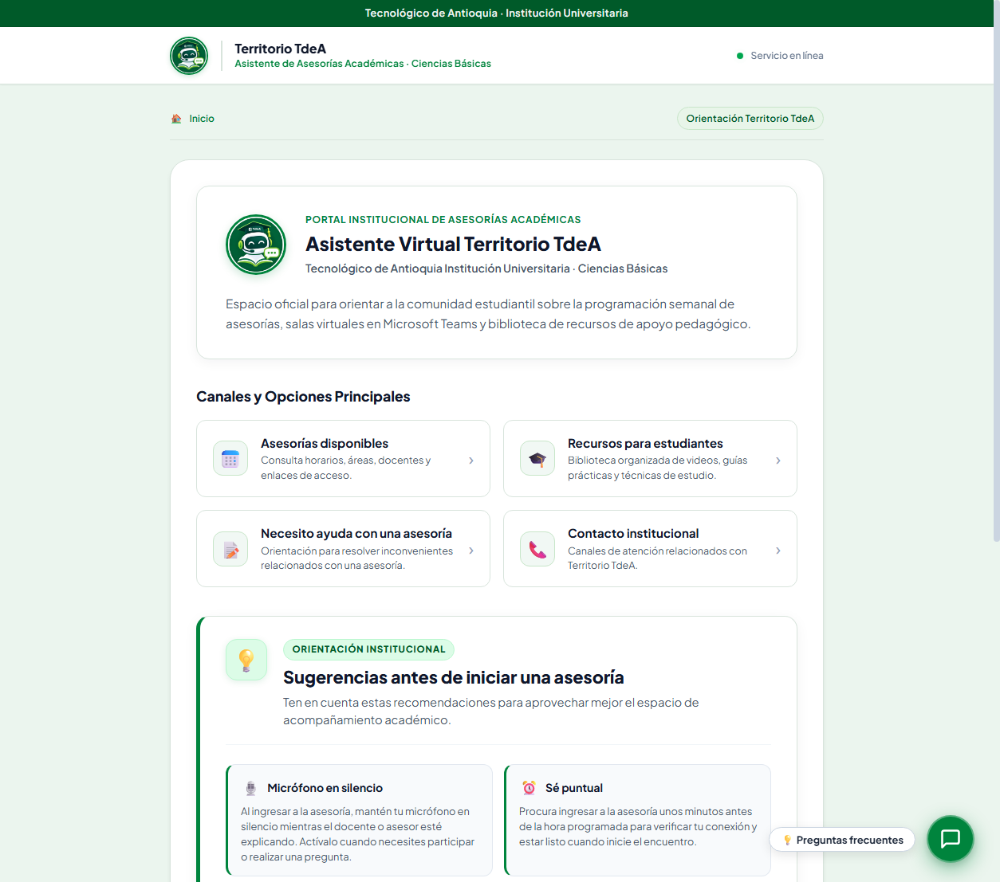 Tecnológico de Antioquia · Institución Universitaria
Territorio TdeA
Asistente de Asesorías Académicas · Ciencias Básicas
Servicio en línea
Inicio
Orientación Territorio TdeA
PORTAL INSTITUCIONAL DE ASESORÍAS ACADÉMICAS
Asistente Virtual Territorio TdeA
Tecnológico de Antioquia Institución Universitaria · Ciencias Básicas
Espacio oficial para orientar a la comunidad estudiantil sobre la programación semanal de
asesorías, salas virtuales en Microsoft Teams y biblioteca de recursos de apoyo pedagógico.
Canales y Opciones Principales
Asesorías disponibles
Consulta horarios, áreas, docentes y
enlaces de acceso.
Recursos para estudiantes
Biblioteca organizada de videos, guías
prácticas y técnicas de estudio.
Necesito ayuda con una asesoría
Orientación para resolver inconvenientes
relacionados con una asesoría.
Contacto institucional
Canales de atención relacionados con
Territorio TdeA.
ORIENTACIÓN INSTITUCIONAL
Sugerencias antes de iniciar una asesoría
Ten en cuenta estas recomendaciones para aprovechar mejor el espacio de
acompañamiento académico.
Micrófono en silencio
Al ingresar a la asesoría, mantén tu micrófono en
silencio mientras el docente o asesor esté
explicando. Actívalo cuando necesites participar
o realizar una pregunta.
Sé puntual
Procura ingresar a la asesoría unos minutos antes
de la hora programada para verificar tu conexión y
estar listo cuando inicie el encuentro.
Preguntas frecuentes